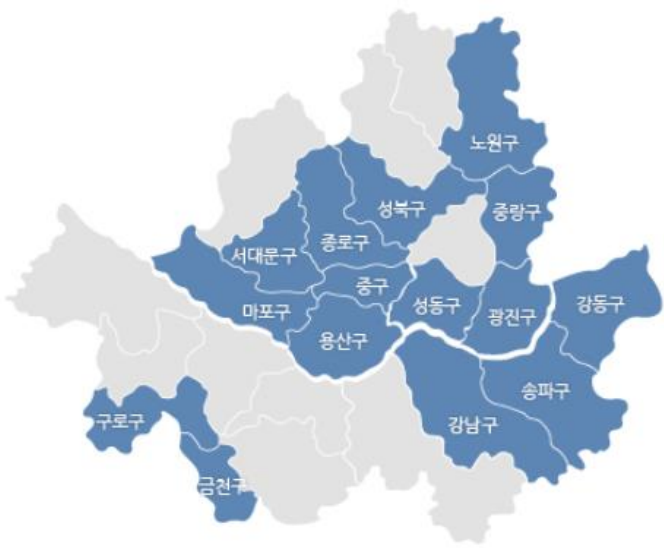 노원구
성북구
중랑구
종로구
서대문구
중구
마포구
성동구
광진구
강동구
용산구
송파구
구로구
강남구
금천구